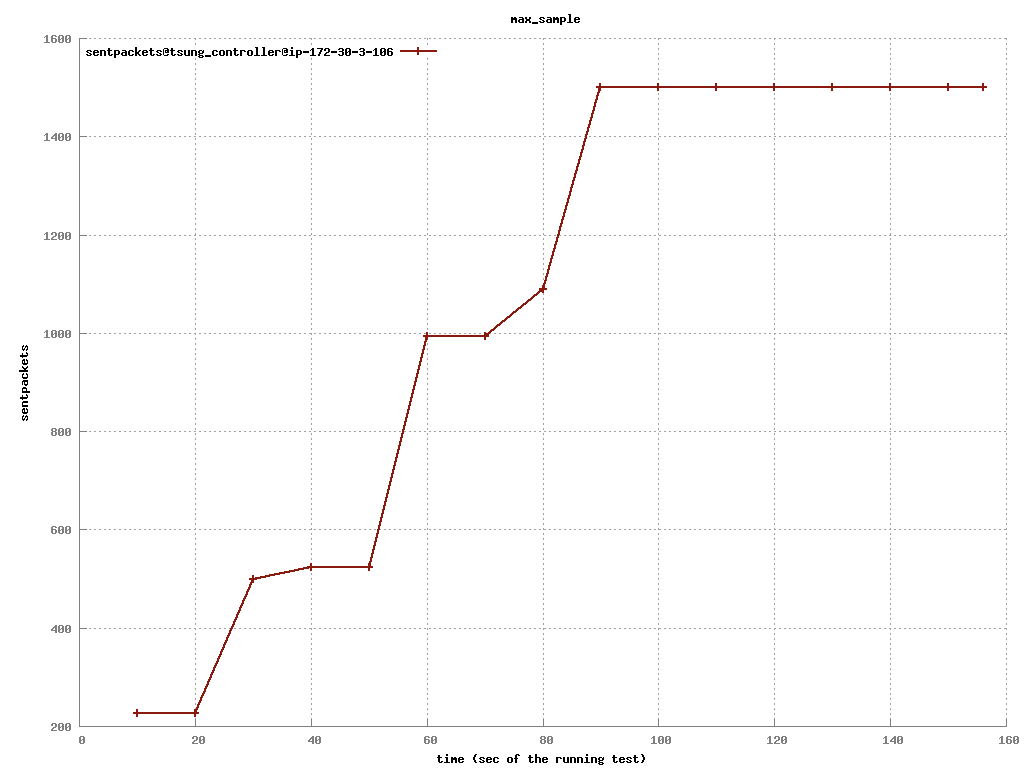 max_sample
sentpackets@tsung_controller@ip-172-30-3-106
1600
1400
1200
1000
800
600
400
200
sentpackets
0 20 40 60 80 100 120 140 160
time (sec of the running test)